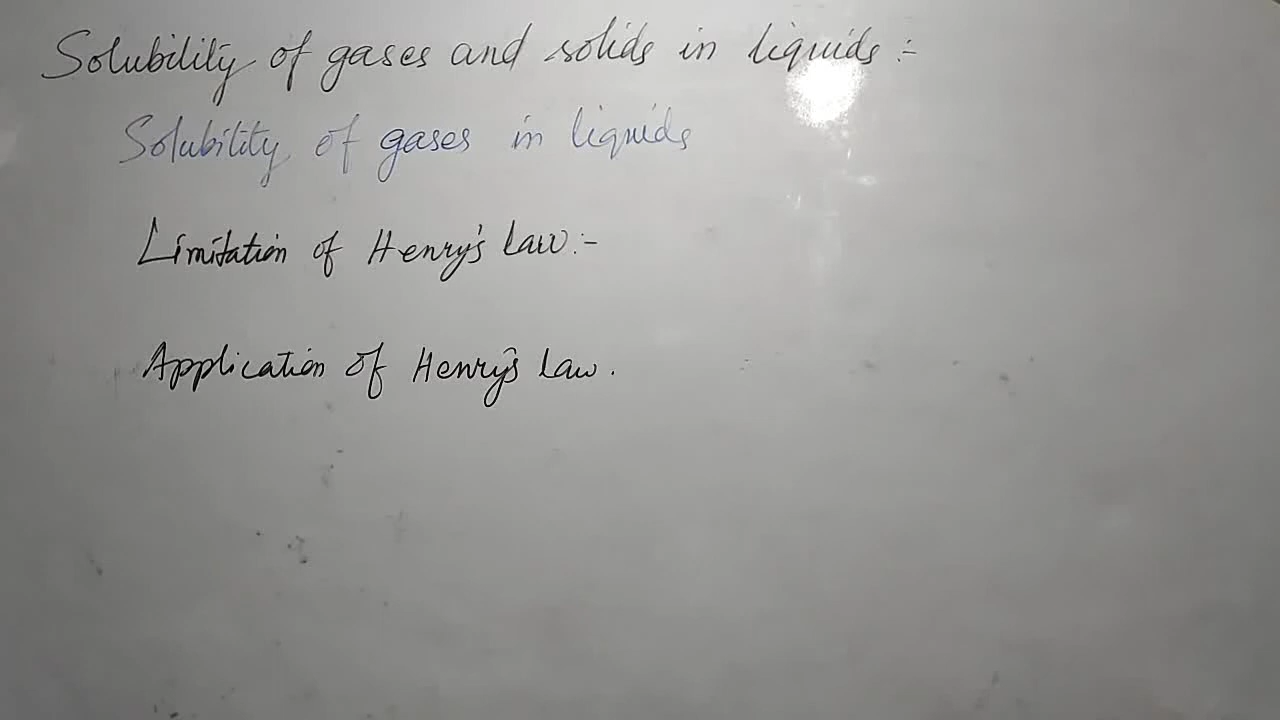 Solubility of gases and solids in liquids :-
Solubility of gases in liquids
Limitation of Henry's Law :-
Application of Henry's law .